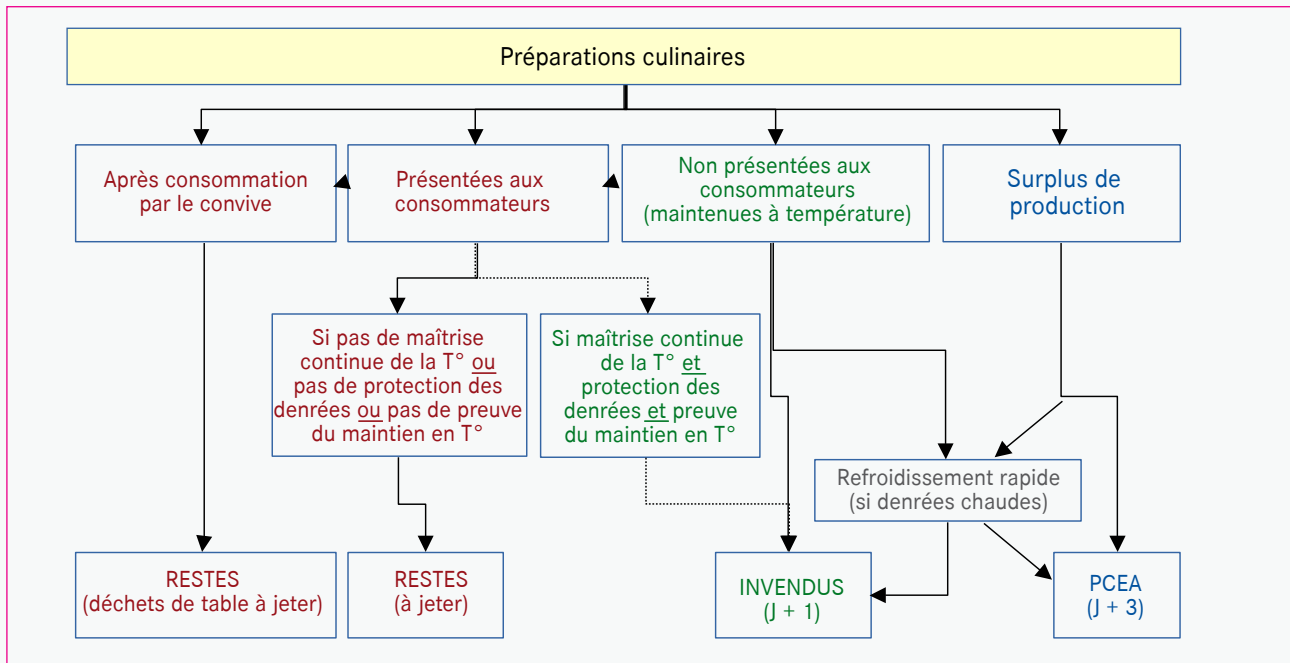 Préparations culinaires
Après consommation
par le convive
Présentées aux
consommateurs
Non présentées aux
consommateurs
(maintenues à température)
Surplus de
production
Si pas de maîtrise
continue de la T° ou
pas de protection des
denrées ou pas de preuve
du maintien en T°
Si maîtrise continue
de la T° et
protection des
denrées et preuve
du maintien en T°
Refroidissement rapide
(si denrées chaudes)
RESTES
(déchets de table à jeter)
RESTES
(à jeter)
INVENDUS
(J + 1)
PCEA
(J + 3)